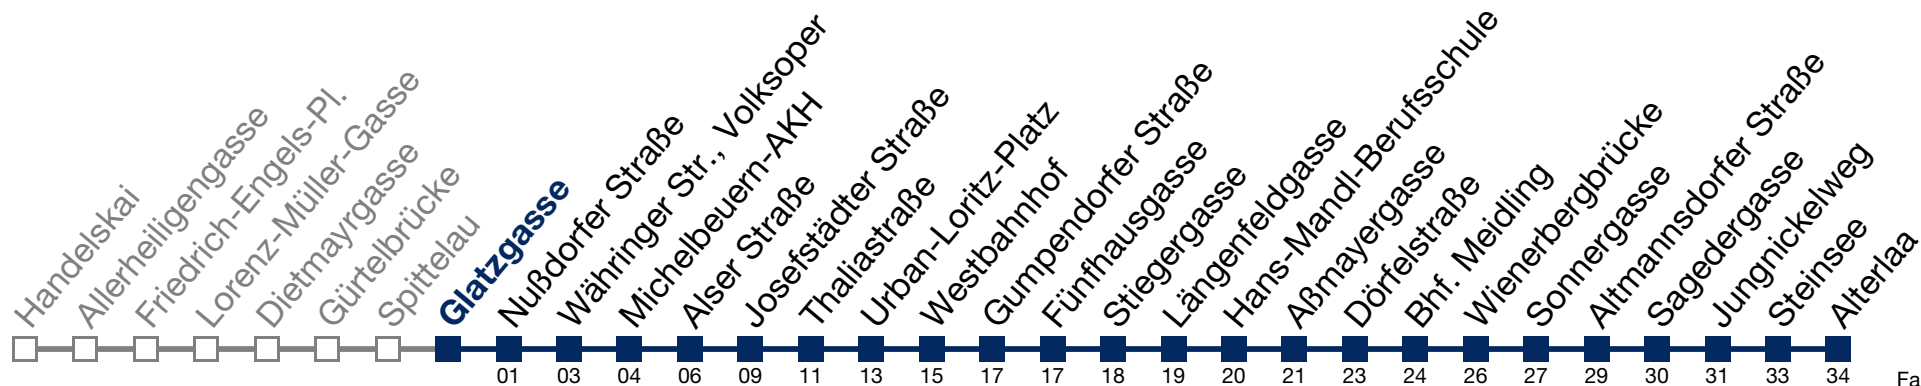 Handelskai
Allerheiligengasse
Friedrich-Engels-Pl.
Lorenz-Müller-Gasse
Dietmayrgasse
Gürtelbrücke
Spittelau
Glatzgasse
Nußdorfer Straße
Währinger Str., Volksoper
Michelbeuern-AKH
Alser Straße
Josefstädter Straße
Thaliastraße
Urban-Loritz-Platz
Westbahnhof
Gumpendorfer Straße
Fünfhausgasse
Stiegergasse
Längenfeldgasse
Hans-Mandl-Berufsschule
Aßmayergasse
Dörfelstraße
Bhf. Meidling
Wienerbergbrücke
Sonnergasse
Altmannsdorfer Straße
Sagedergasse
Jungnickelweg
Steinsee
Alterlaa
01 03 04 06 09 11 13 15 17 17 18 19 20 21 23 24 26 27 29 30 31 33 34 Fa